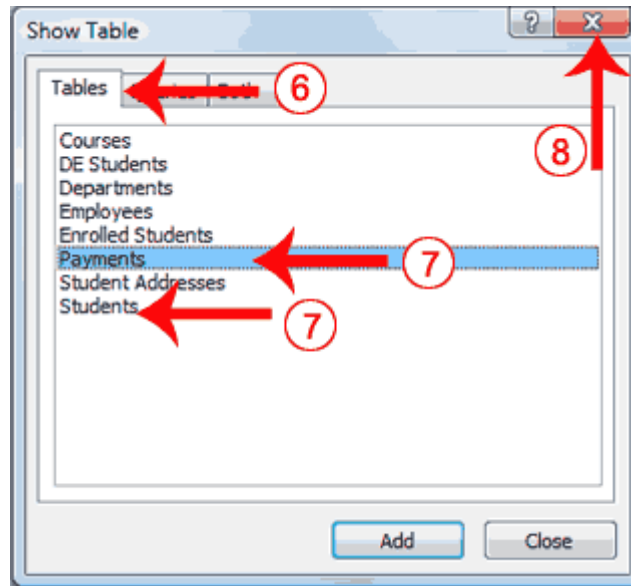 Show Table
?
Tables
6
8
Courses
DE Students
Departments
Employees
Enrolled Students
Payments
7
Student Addresses
Students
7
Add Close